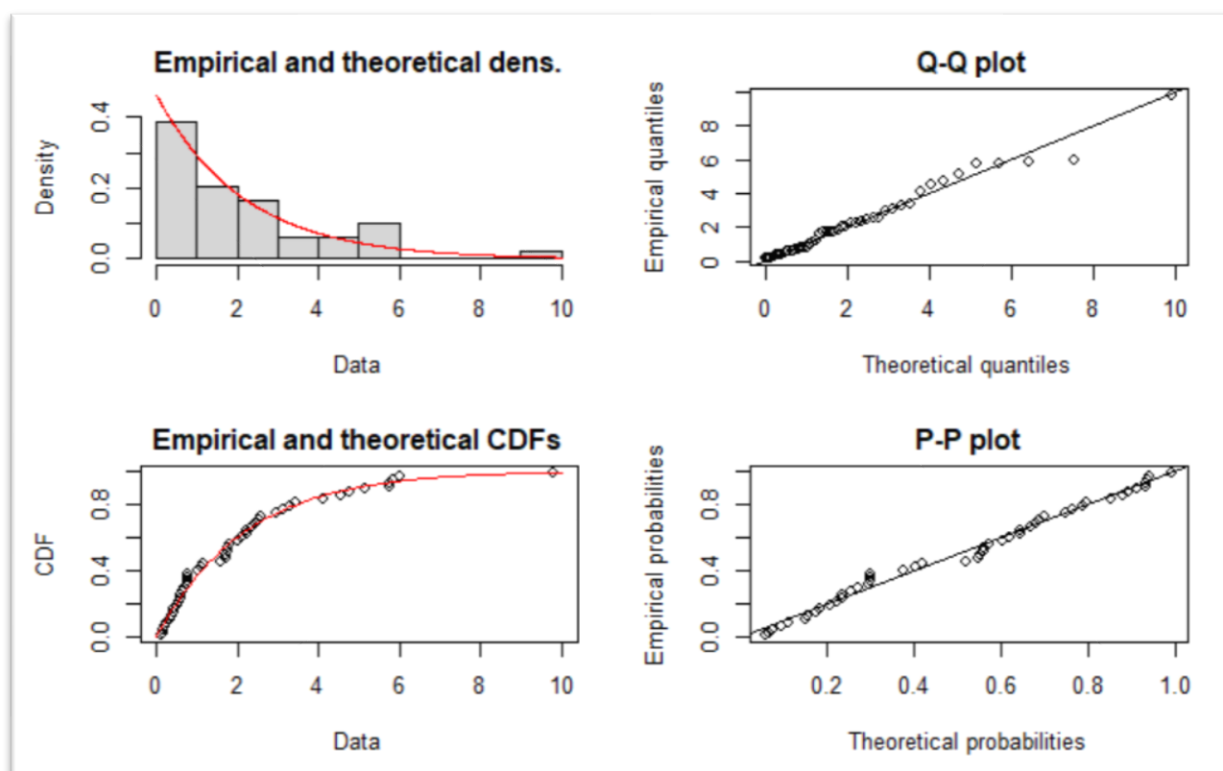 Empirical and theoretical dens.
Density
0.0 0.2 0.4
0 2 4 6 8 10
Data
Q-Q plot
Empirical quantiles
0 2 4 6 8
0 2 4 6 8 10
Theoretical quantiles
Empirical and theoretical CDFs
CDF
0.0 0.4 0.8
0 2 4 6 8 10
Data
P-P plot
Empirical probabilities
0.0 0.4 0.8
0.2 0.4 0.6 0.8 1.0
Theoretical probabilities